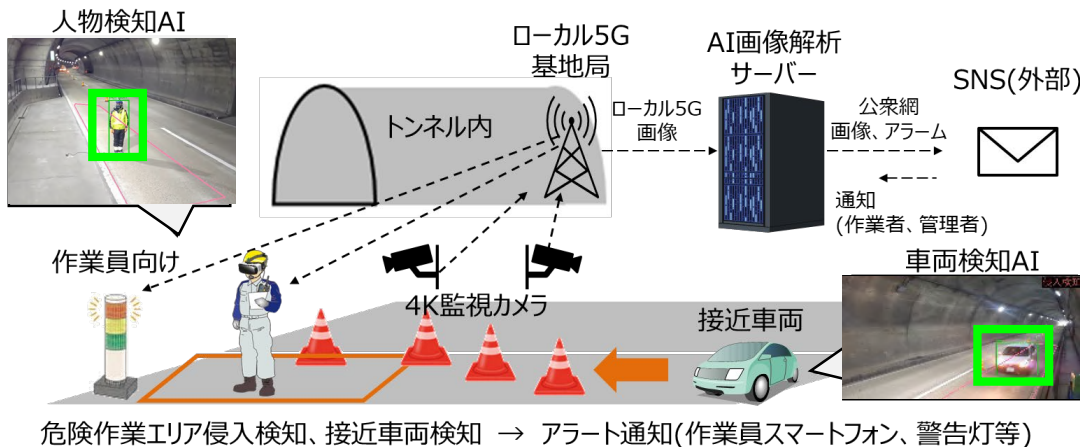 人物検知AI
ローカル5G
基地局
AI画像解析
サーバー
SNS(外部)
トンネル内
ローカル5G
画像
公衆網
画像、アラーム
通知
(作業者、管理者)
作業員向け
4K監視カメラ
接近車両
車両検知AI
侵入検知
危険作業エリア侵入検知、接近車両検知 → アラート通知(作業員スマートフォン、警告灯等)